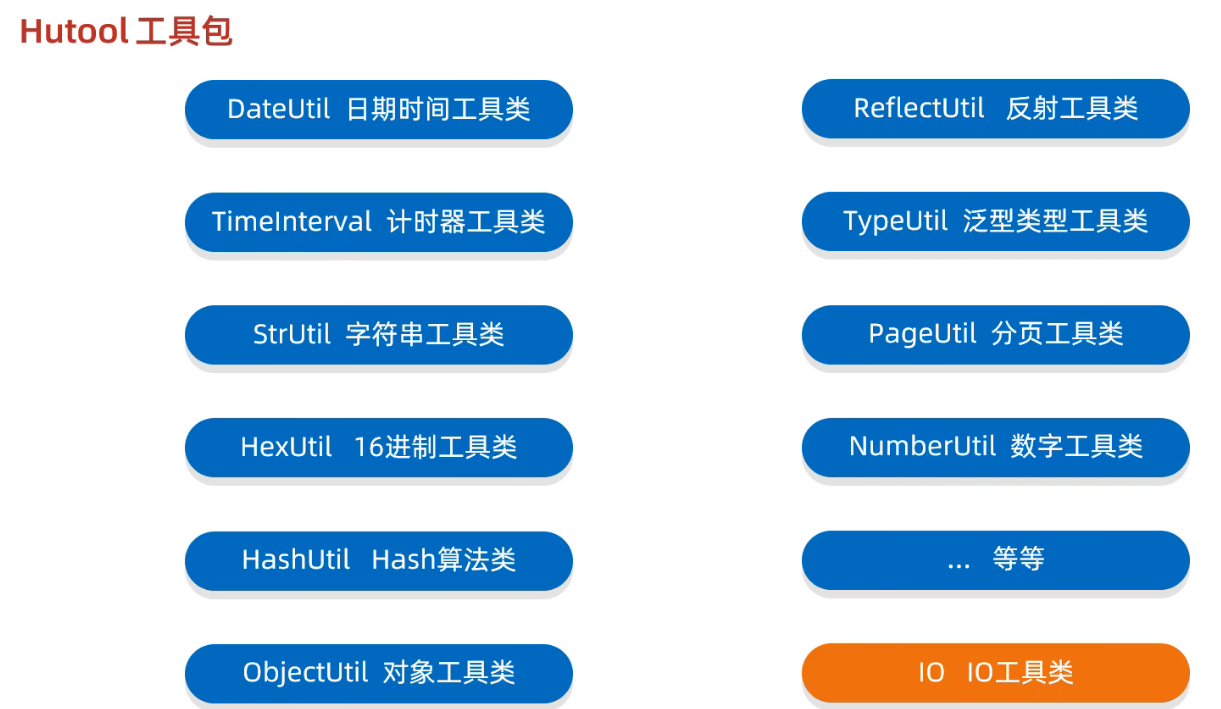 Hutool 工具包
DateUtil 日期时间工具类
ReflectUtil 反射工具类
TimeInterval 计时器工具类
TypeUtil 泛型类型工具类
StrUtil 字符串工具类
PageUtil 分页工具类
HexUtil 16进制工具类
NumberUtil 数字工具类
HashUtil Hash算法类
... 等等
ObjectUtil 对象工具类
IO IO工具类